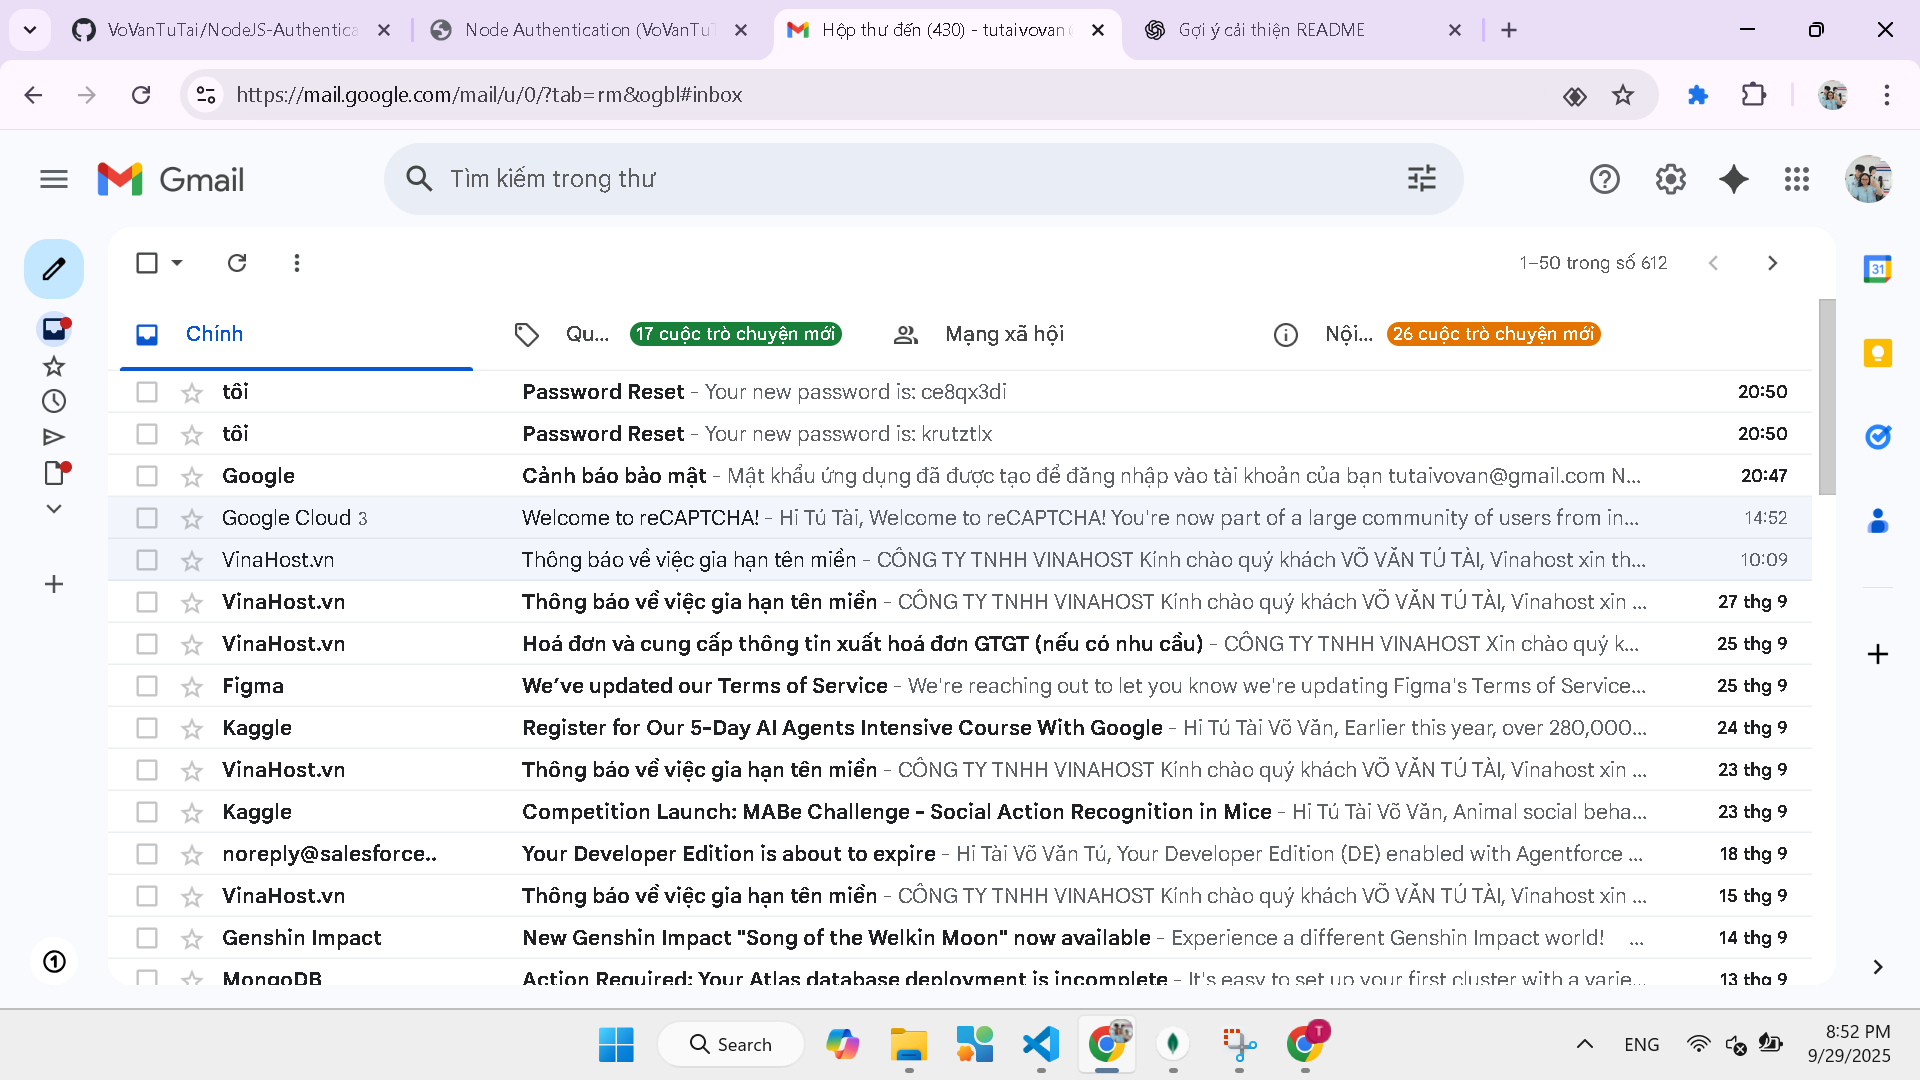 VoVanTuTai/NodeJS-Authentica
Node Authentication (VoVanTuT
Hộp thư đến (430) - tutaivovan@
Gợi ý cải thiện README
https://mail.google.com/mail/u/0/?tab=rm&ogbl#inbox
Gmail
Tìm kiếm trong thư
1–50 trong số 612
31
Chính
Qu... 17 cuộc trò chuyện mới
Mạng xã hội
Nội... 26 cuộc trò chuyện mới
tôi Password Reset - Your new password is: ce8qx3di 20:50
tôi Password Reset - Your new password is: krutztlx 20:50
Google Cảnh báo bảo mật - Mật khẩu ứng dụng đã được tạo để đăng nhập vào tài khoản của bạn tutaivovan@gmail.com N... 20:47
Google Cloud 3 Welcome to reCAPTCHA! - Hi Tú Tài, Welcome to reCAPTCHA! You're now part of a large community of users from in... 14:52
VinaHost.vn Thông báo về việc gia hạn tên miền - CÔNG TY TNHH VINAHOST Kính chào quý khách VÕ VĂN TÚ TÀI, Vinahost xin th... 10:09
VinaHost.vn Thông báo về việc gia hạn tên miền - CÔNG TY TNHH VINAHOST Kính chào quý khách VÕ VĂN TÚ TÀI, Vinahost xin ... 27 thg 9
VinaHost.vn Hoá đơn và cung cấp thông tin xuất hoá đơn GTGT (nếu có nhu cầu) - CÔNG TY TNHH VINAHOST Xin chào quý k... 25 thg 9
Figma We’ve updated our Terms of Service - We're reaching out to let you know we're updating Figma's Terms of Service... 25 thg 9
Kaggle Register for Our 5-Day AI Agents Intensive Course With Google - Hi Tú Tài Võ Văn, Earlier this year, over 280,000... 24 thg 9
VinaHost.vn Thông báo về việc gia hạn tên miền - CÔNG TY TNHH VINAHOST Kính chào quý khách VÕ VĂN TÚ TÀI, Vinahost xin ... 23 thg 9
Kaggle Competition Launch: MABe Challenge - Social Action Recognition in Mice - Hi Tú Tài Võ Văn, Animal social beha... 23 thg 9
noreply@salesforce.. Your Developer Edition is about to expire - Hi Tài Võ Văn Tú, Your Developer Edition (DE) enabled with Agentforce ... 18 thg 9
VinaHost.vn Thông báo về việc gia hạn tên miền - CÔNG TY TNHH VINAHOST Kính chào quý khách VÕ VĂN TÚ TÀI, Vinahost xin ... 15 thg 9
Genshin Impact New Genshin Impact "Song of the Welkin Moon" now available - Experience a different Genshin Impact world! ... 14 thg 9
MongoDB Action Required: Your Atlas database deployment is incomplete - It's easy to set up your first cluster with a varie... 13 thg 9
Search
T
ENG
8:52 PM
9/29/2025